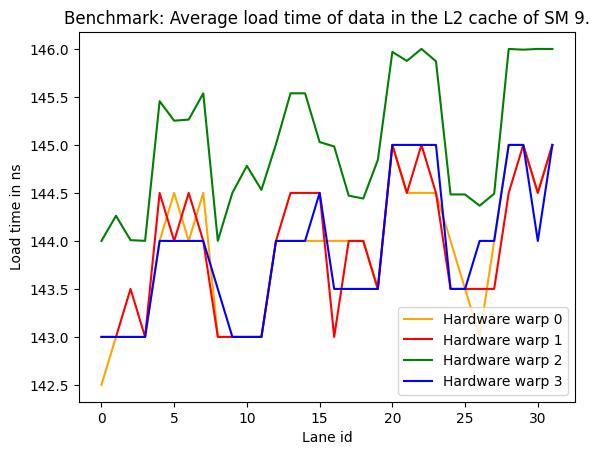 Benchmark: Average load time of data in the L2 cache of SM 9.
146.0
145.5
145.0
144.5
144.0
143.5
143.0
142.5
Load time in ns
0 5 10 15 20 25 30
Lane id
Hardware warp 0
Hardware warp 1
Hardware warp 2
Hardware warp 3